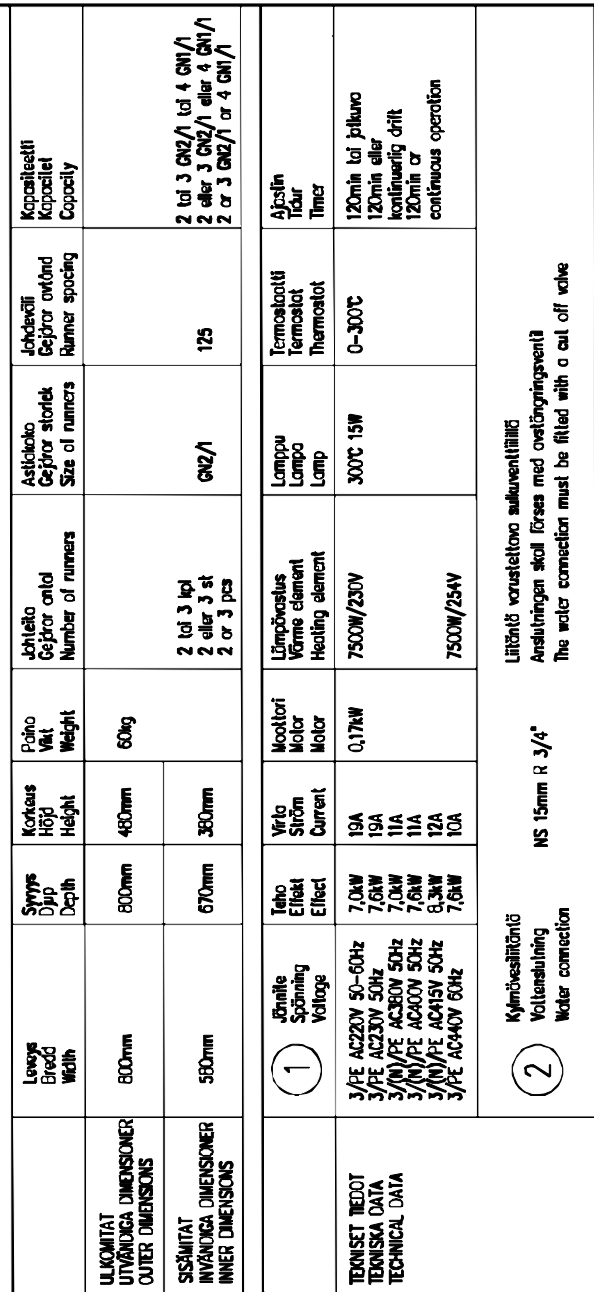 Leveys
Bredd
Width
Syvyys
Djup
Depth
Korkeus
Höjd
Height
Paino
Vikt
Weight
Johteita
Gejdrar antal
Number of runners
Astiakoko
Gejdrar storlek
Size of runners
Johdeväli
Gejdrar avtånd
Runner spacing
Kapasiteetti
Kapacitet
Capacity
ULKOMITAT
UTVÄNDIGA DIMENSIONER
OUTER DIMENSIONS
800mm
800mm
480mm
60kg
SISÄMITAT
INVÄNDIGA DIMENSIONER
INNER DIMENSIONS
580mm
670mm
380mm
2 tai 3 kpl
2 eller 3 st
2 or 3 pcs
GN2/1
125
2 tai 3 GN2/1 tai 4 GN1/1
2 eller 3 GN2/1 eller 4 GN1/1
2 or 3 GN2/1 or 4 GN1/1
1
Jännite
Spänning
Voltage
Teho
Effekt
Effect
Virta
Ström
Current
Moottori
Motor
Motor
Lämpövastus
Värme element
Heating element
Lamppu
Lampa
Lamp
Termostaatti
Termostat
Thermostat
Ajastin
Tidur
Timer
TEKNISET TIEDOT
TEKNISKA DATA
TECHNICAL DATA
3/PE AC220V 50-60Hz 7,0kW 19A 0,17kW 7500W/230V 300°C 15W 0-300°C
3/PE AC230V 50Hz 7,6kW 19A
3/(N)/PE AC380V 50Hz 7,0kW 11A
3/(N)/PE AC400V 50Hz 7,6kW 11A
3/(N)/PE AC415V 50Hz 8,3kW 12A
3/PE AC440V 60Hz 7,6kW 10A 7500W/254V
120min tai jatkuva
120min eller
kontinuerlig drift
120min or
continuous operation
2
Kylmävesiliitäntä
Vattenslutning
Water connection
NS 15mm R 3/4"
Liitäntä varustettava sulkuventtiilillä
Anslutningen skall förses med avstängningsventil
The water connection must be fitted with a cut off valve